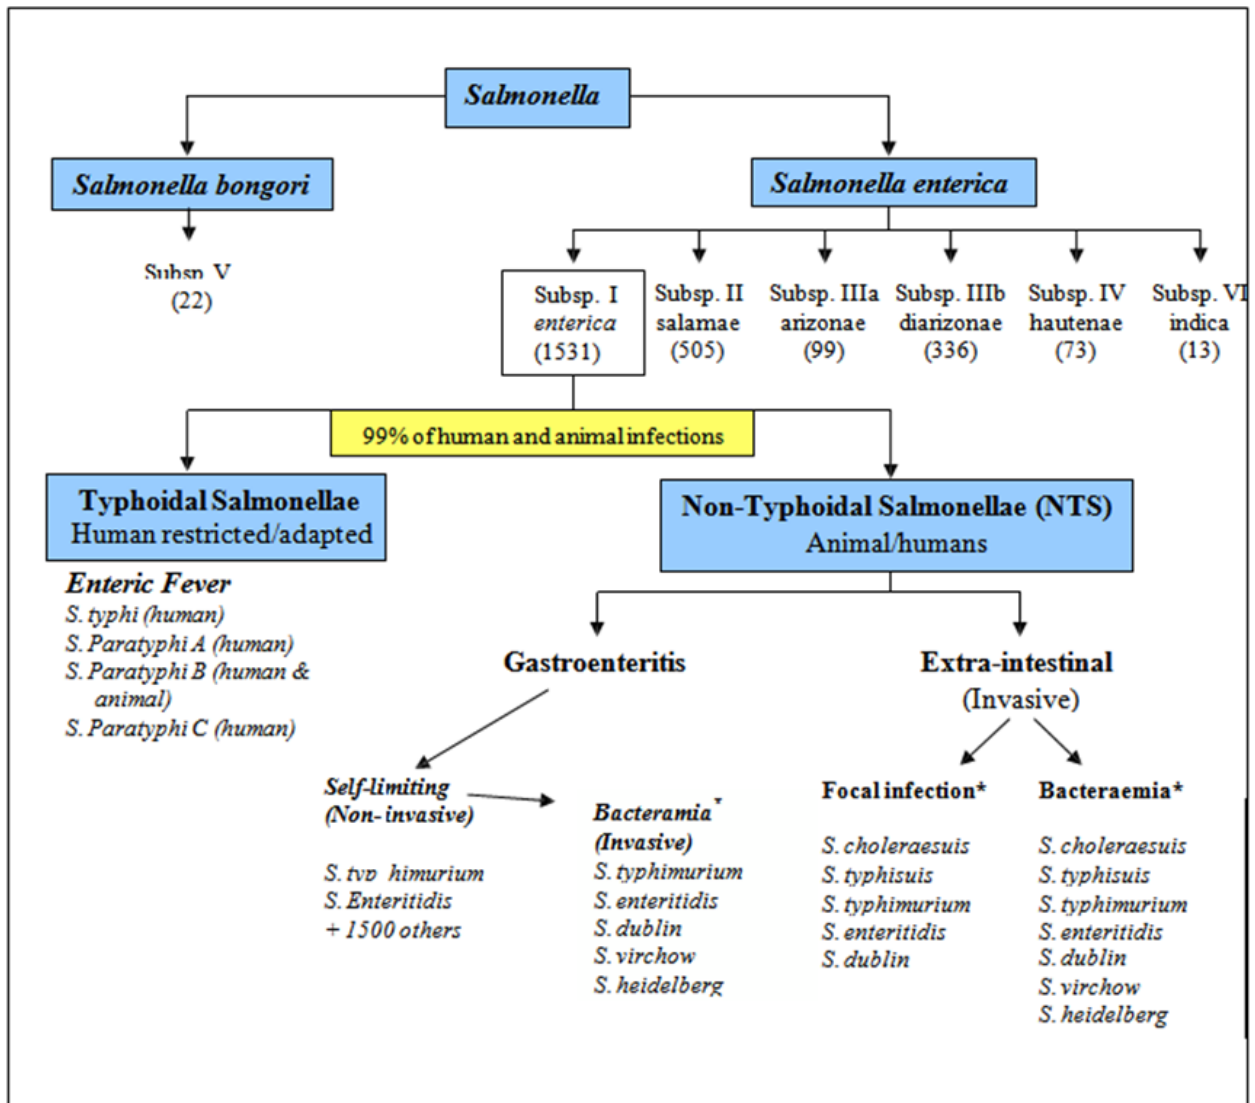 Salmonella
Salmonella bongori
Salmonella enterica
Subsp. V
(22)
Subsp. I
enterica
(1531)
Subsp. II
salamae
(505)
Subsp. IIIa
arizonae
(99)
Subsp. IIIb
diarizonae
(336)
Subsp. IV
hautenae
(73)
Subsp. VI
indica
(13)
99% of human and animal infections
Typhoidal Salmonellae
Human restricted/adapted
Non-Typhoidal Salmonellae (NTS)
Animal/humans
Enteric Fever
S. typhi (human)
S. Paratyphi A (human)
S. Paratyphi B (human &
animal)
S. Paratyphi C (human)
Gastroenteritis
Extra-intestinal
(Invasive)
Self-limiting
(Non-invasive)
S. typ himurium
S. Enteritidis
+ 1500 others
Bacteramia*
(Invasive)
S. typhimurium
S. enteritidis
S. dublin
S. virchow
S. heidelberg
Focal infection*
S. choleraesuis
S. typhisuis
S. typhimurium
S. enteritidis
S. dublin
Bacteraemia*
S. choleraesuis
S. typhisuis
S. typhimurium
S. enteritidis
S. dublin
S. virchow
S. heidelberg